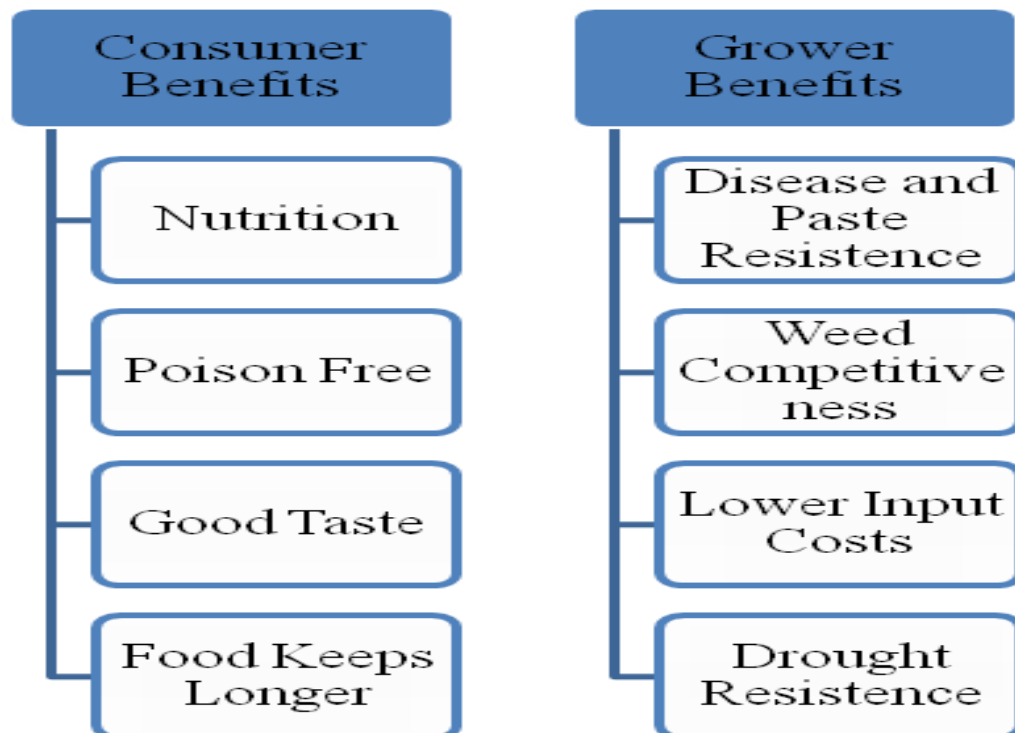 Consumer
Benefits
Nutrition
Poison Free
Good Taste
Food Keeps
Longer
Grower
Benefits
Disease and
Paste
Resistence
Weed
Competitive
ness
Lower Input
Costs
Drought
Resistence